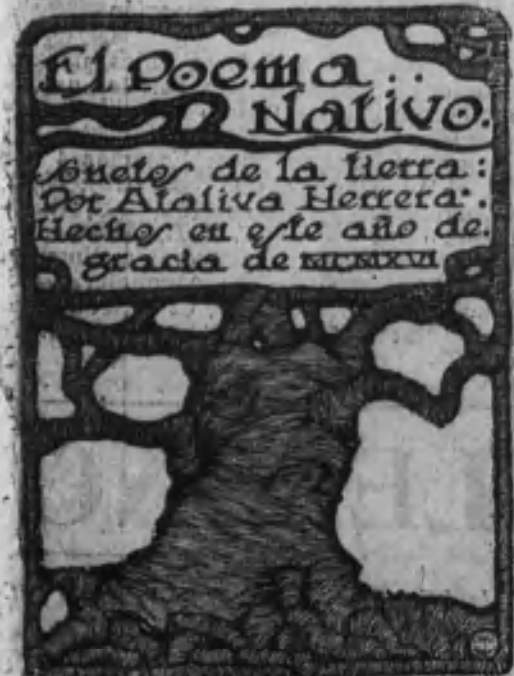 El Poema
Nativo.
Sonetos de la tierra:
Por Ataliva Herrera.
Hechos en este año de
gracia de MCMXVI